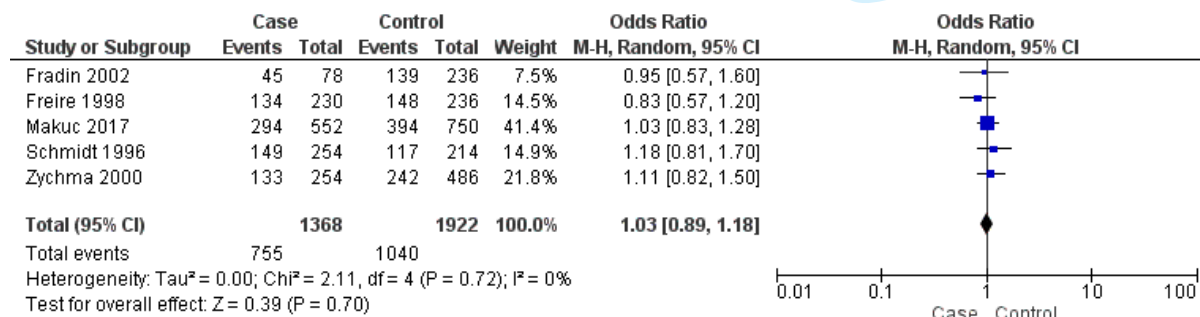 Case Control Odds Ratio Odds Ratio
Study or Subgroup Events Total Events Total Weight M-H, Random, 95% CI M-H, Random, 95% CI
Fradin 2002 45 78 139 236 7.5% 0.95 [0.57, 1.60]
Freire 1998 134 230 148 236 14.5% 0.83 [0.57, 1.20]
Makuc 2017 294 552 394 750 41.4% 1.03 [0.83, 1.28]
Schmidt 1996 149 254 117 214 14.9% 1.18 [0.81, 1.70]
Zychma 2000 133 254 242 486 21.8% 1.11 [0.82, 1.50]
Total (95% CI) 1368 1922 100.0% 1.03 [0.89, 1.18]
Total events 755 1040
Heterogeneity: Tau² = 0.00; Chi² = 2.11, df = 4 (P = 0.72); I² = 0%
Test for overall effect: Z = 0.39 (P = 0.70)
0.01 0.1 1 10 100
Case Control